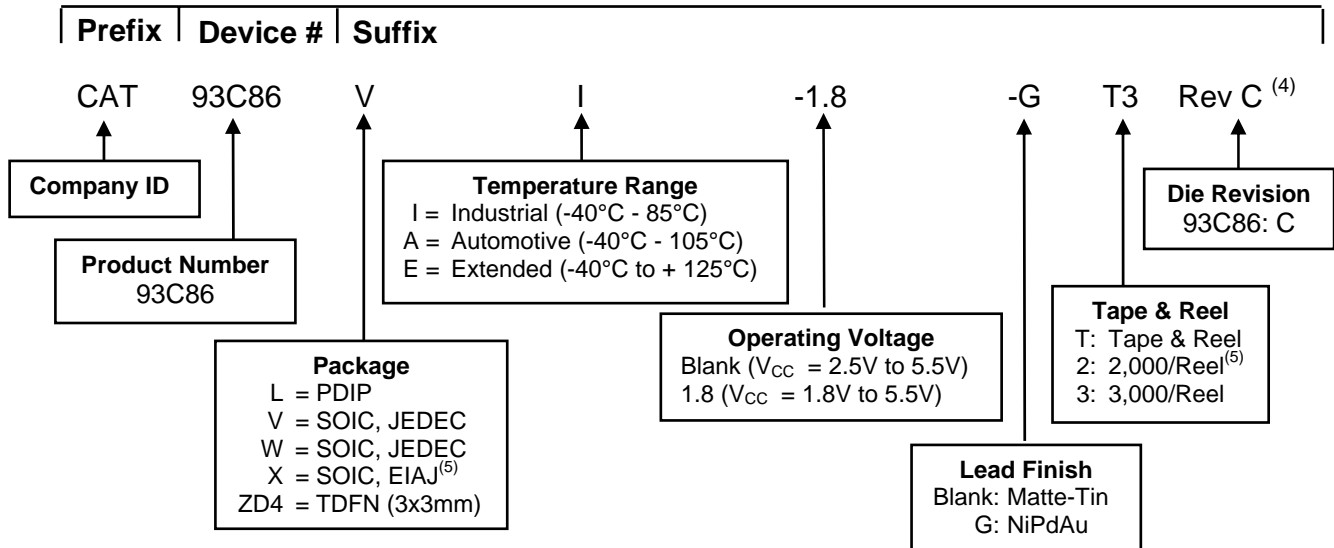 Prefix Device # Suffix
CAT 93C86 V I -1.8 -G T3 Rev C (4)
Company ID
Product Number
93C86
Package
L = PDIP
V = SOIC, JEDEC
W = SOIC, JEDEC
X = SOIC, EIAJ(5)
ZD4 = TDFN (3x3mm)
Temperature Range
I = Industrial (-40°C - 85°C)
A = Automotive (-40°C - 105°C)
E = Extended (-40°C to + 125°C)
Operating Voltage
Blank (VCC = 2.5V to 5.5V)
1.8 (VCC = 1.8V to 5.5V)
Lead Finish
Blank: Matte-Tin
G: NiPdAu
Tape & Reel
T: Tape & Reel
2: 2,000/Reel(5)
3: 3,000/Reel
Die Revision
93C86: C